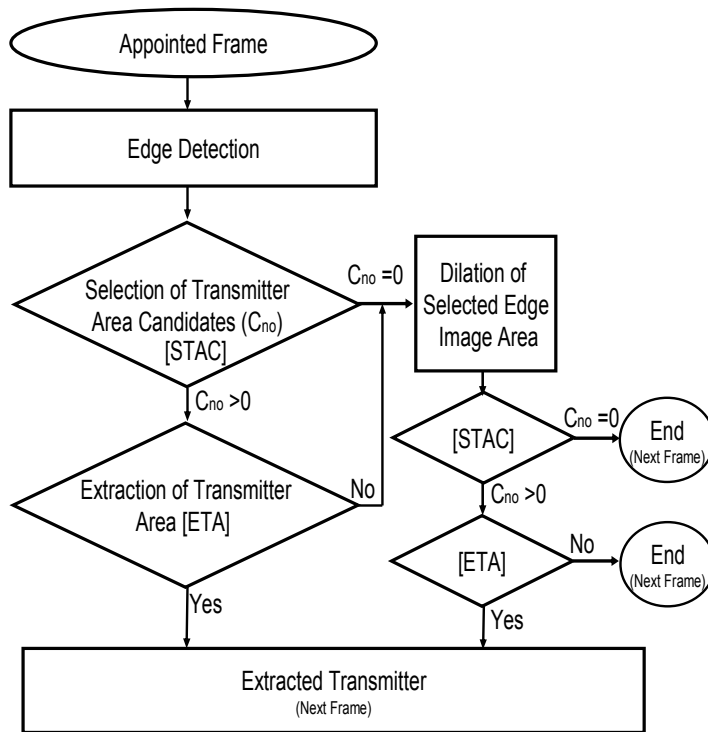 Appointed Frame
Edge Detection
Selection of Transmitter
Area Candidates (Cno)
[STAC]
Cno =0
Dilation of
Selected Edge
Image Area
Cno >0
[STAC]
Cno =0
End
(Next Frame)
Extraction of Transmitter
Area [ETA]
No
Cno >0
[ETA]
No
End
(Next Frame)
Yes
Yes
Extracted Transmitter
(Next Frame)